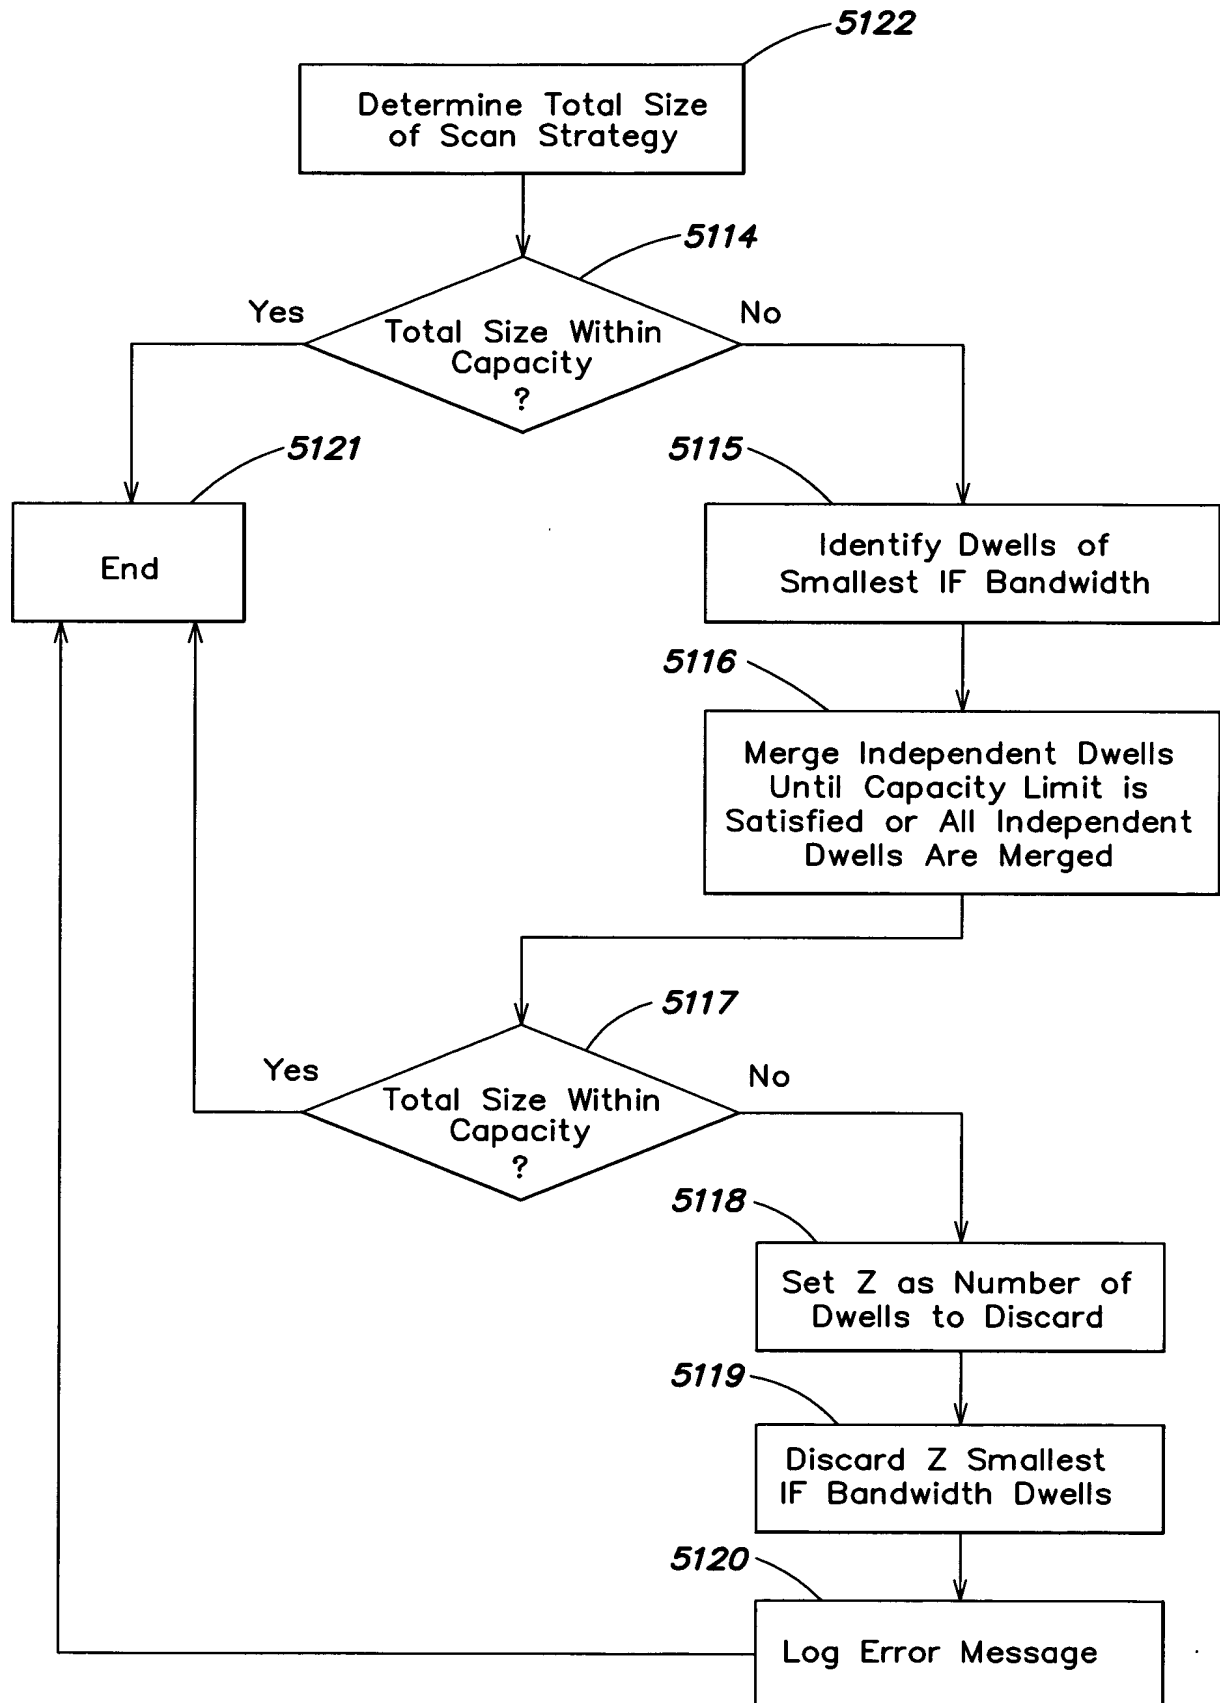 5122
Determine Total Size
of Scan Strategy
5114
Yes
No
Total Size Within
Capacity
?
5121
End
5115
Identify Dwells of
Smallest IF Bandwidth
5116
Merge Independent Dwells
Until Capacity Limit is
Satisfied or All Independent
Dwells Are Merged
5117
Yes
No
Total Size Within
Capacity
?
5118
Set Z as Number of
Dwells to Discard
5119
Discard Z Smallest
IF Bandwidth Dwells
5120
Log Error Message